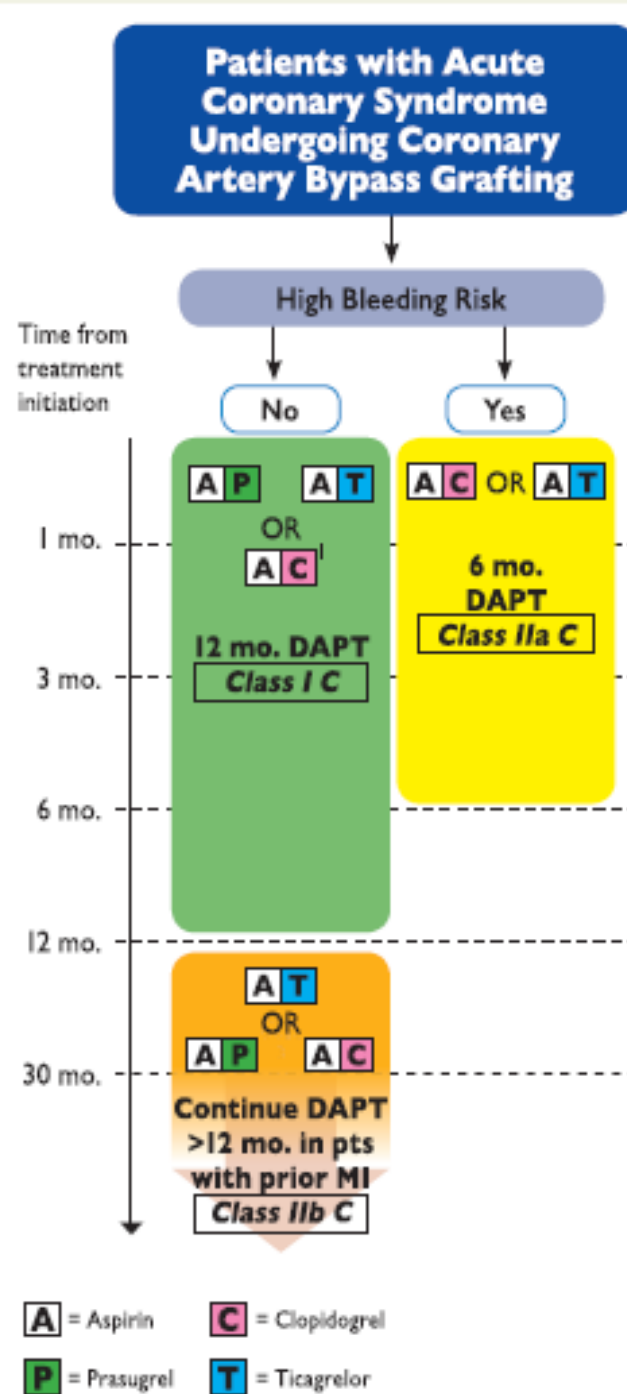 Patients with Acute
Coronary Syndrome
Undergoing Coronary
Artery Bypass Grafting
High Bleeding Risk
Time from
treatment
initiation
No
Yes
A P A T
OR
A C 1
12 mo. DAPT
Class I C
A C OR A T
6 mo.
DAPT
Class IIa C
1 mo.
3 mo.
6 mo.
12 mo.
30 mo.
A T
OR
A P A C
Continue DAPT
>12 mo. in pts
with prior MI
Class IIb C
A = Aspirin
C = Clopidogrel
P = Prasugrel
T = Ticagrelor